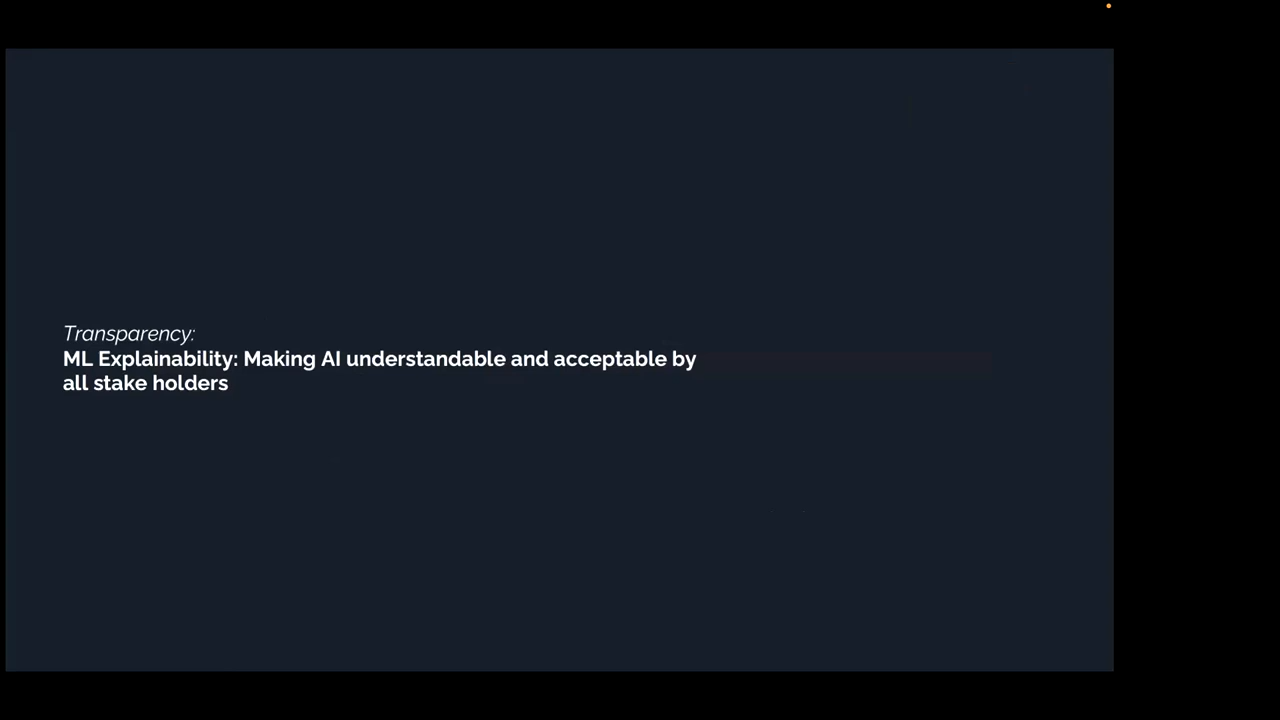 Transparency:
ML Explainability: Making AI understandable and acceptable by
all stake holders